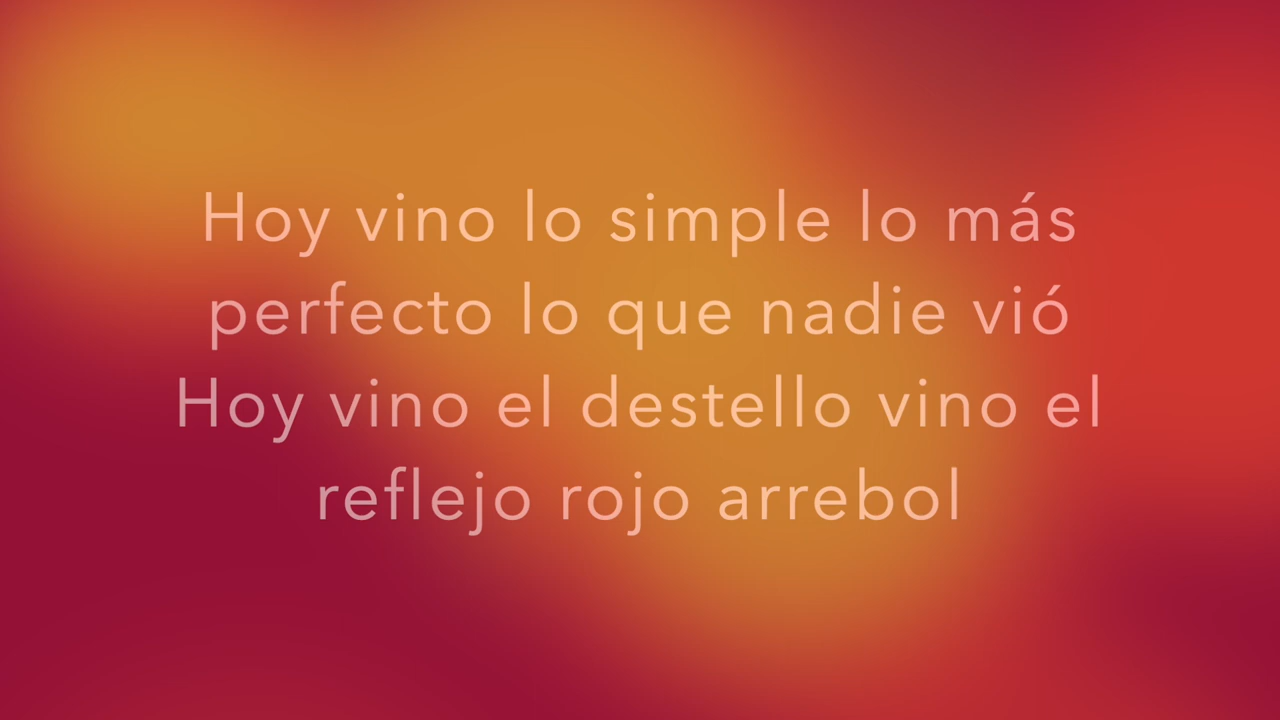 Hoy vino lo simple lo más
perfecto lo que nadie vió
Hoy vino el destello vino el
reflejo rojo arrebol